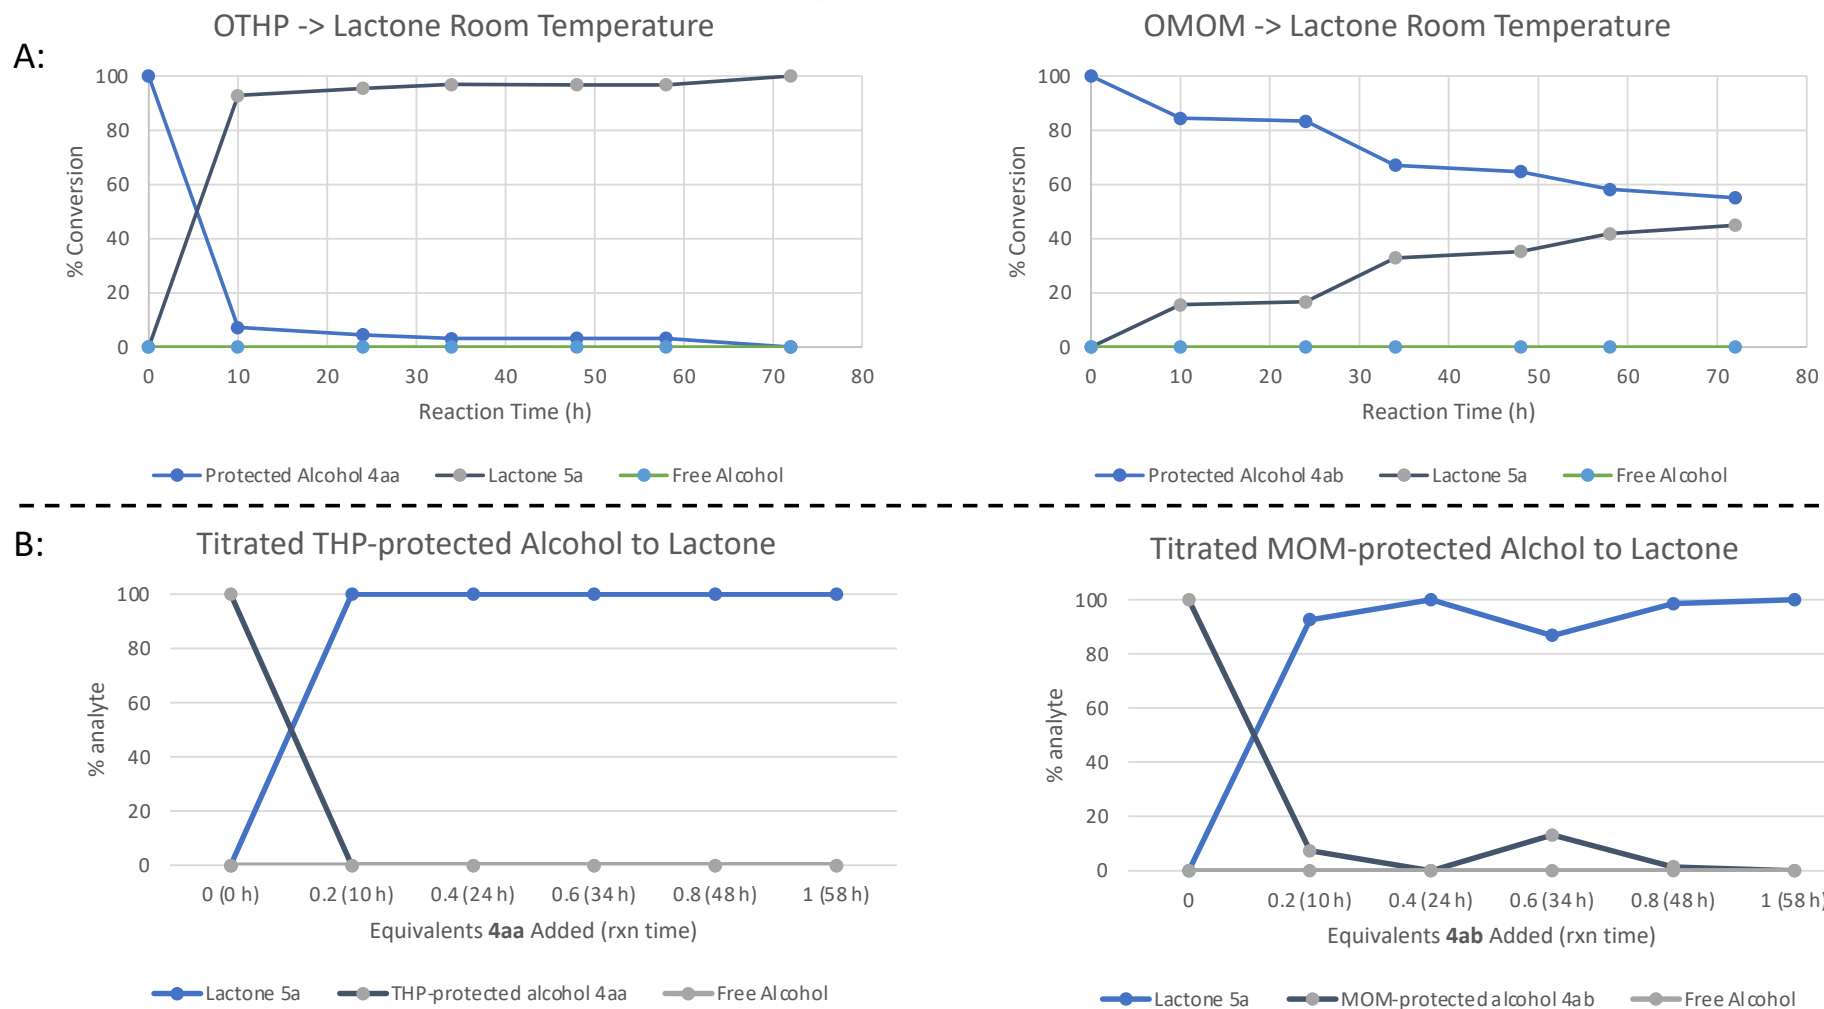 A:
OTHP -> Lactone Room Temperature
100
80
60
40
20
0
% Conversion
0 10 20 30 40 50 60 70 80
Reaction Time (h)
Protected Alcohol 4aa Lactone 5a Free Alcohol
OMOM -> Lactone Room Temperature
100
80
60
40
20
0
% Conversion
0 10 20 30 40 50 60 70 80
Reaction Time (h)
Protected Alcohol 4ab Lactone 5a Free Alcohol
B:
Titrated THP-protected Alcohol to Lactone
100
80
60
40
20
0
% analyte
0 (0 h) 0.2 (10 h) 0.4 (24 h) 0.6 (34 h) 0.8 (48 h) 1 (58 h)
Equivalents 4aa Added (rxn time)
Lactone 5a THP-protected alcohol 4aa Free Alcohol
Titrated MOM-protected Alchol to Lactone
100
80
60
40
20
0
% analyte
0 0.2 (10 h) 0.4 (24 h) 0.6 (34 h) 0.8 (48 h) 1 (58 h)
Equivalents 4ab Added (rxn time)
Lactone 5a MOM-protected alcohol 4ab Free Alcohol